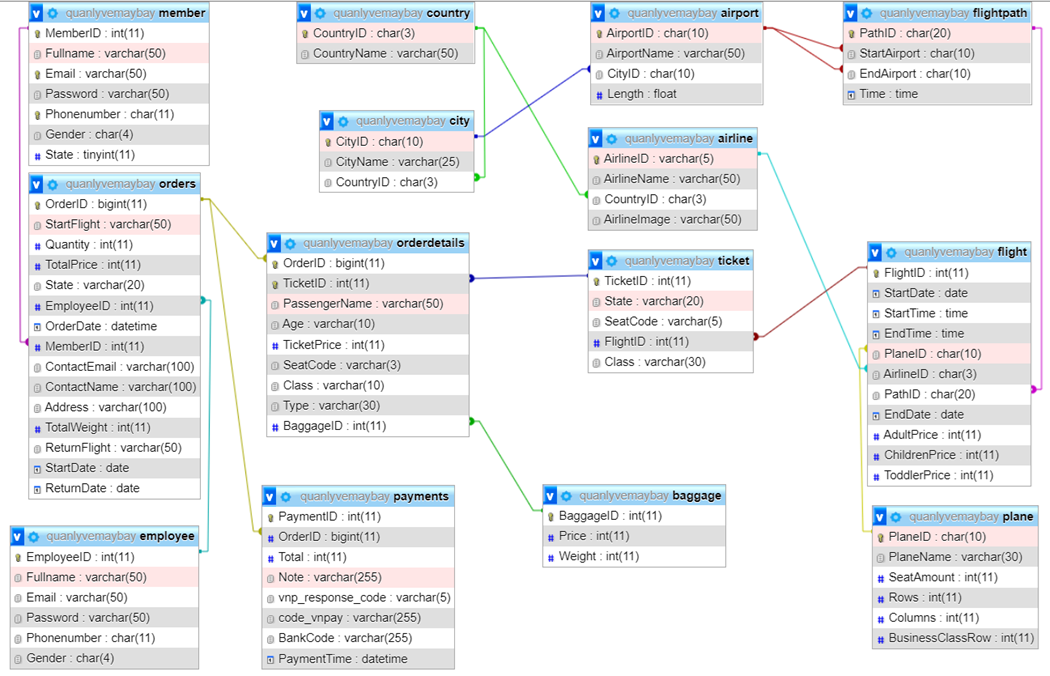 quanlyvemaybay member
MemberID : int(11)
Fullname : varchar(50)
Email : varchar(50)
Password : varchar(50)
Phonenumber : char(11)
Gender : char(4)
State : tinyint(11)
quanlyvemaybay country
CountryID : char(3)
CountryName : varchar(50)
quanlyvemaybay airport
AirportID : char(10)
AirportName : varchar(50)
CityID : char(10)
Length : float
quanlyvemaybay flightpath
PathID : char(20)
StartAirport : char(10)
EndAirport : char(10)
Time : time
quanlyvemaybay city
CityID : char(10)
CityName : varchar(25)
CountryID : char(3)
quanlyvemaybay airline
AirlineID : varchar(5)
AirlineName : varchar(50)
CountryID : char(3)
AirlineImage : varchar(50)
quanlyvemaybay orders
OrderID : bigint(11)
StartFlight : varchar(50)
Quantity : int(11)
TotalPrice : int(11)
State : varchar(20)
EmployeeID : int(11)
OrderDate : datetime
MemberID : int(11)
ContactEmail : varchar(100)
ContactName : varchar(100)
Address : varchar(100)
TotalWeight : int(11)
ReturnFlight : varchar(50)
StartDate : date
ReturnDate : date
quanlyvemaybay orderdetails
OrderID : bigint(11)
TicketID : int(11)
PassengerName : varchar(50)
Age : varchar(10)
TicketPrice : int(11)
SeatCode : varchar(3)
Class : varchar(10)
Type : varchar(30)
BaggageID : int(11)
quanlyvemaybay ticket
TicketID : int(11)
State : varchar(20)
SeatCode : varchar(5)
FlightID : int(11)
Class : varchar(30)
quanlyvemaybay flight
FlightID : int(11)
StartDate : date
StartTime : time
EndTime : time
PlaneID : char(10)
AirlineID : char(3)
PathID : char(20)
EndDate : date
AdultPrice : int(11)
ChildrenPrice : int(11)
ToddlerPrice : int(11)
quanlyvemaybay employee
EmployeeID : int(11)
Fullname : varchar(50)
Email : varchar(50)
Password : varchar(50)
Phonenumber : char(11)
Gender : char(4)
quanlyvemaybay payments
PaymentID : int(11)
OrderID : bigint(11)
Total : int(11)
Note : varchar(255)
vnp_response_code : varchar(5)
code_vnpay : varchar(255)
BankCode : varchar(255)
PaymentTime : datetime
quanlyvemaybay baggage
BaggageID : int(11)
Price : int(11)
Weight : int(11)
quanlyvemaybay plane
PlaneID : char(10)
PlaneName : varchar(30)
SeatAmount : int(11)
Rows : int(11)
Columns : int(11)
BusinessClassRow : int(11)